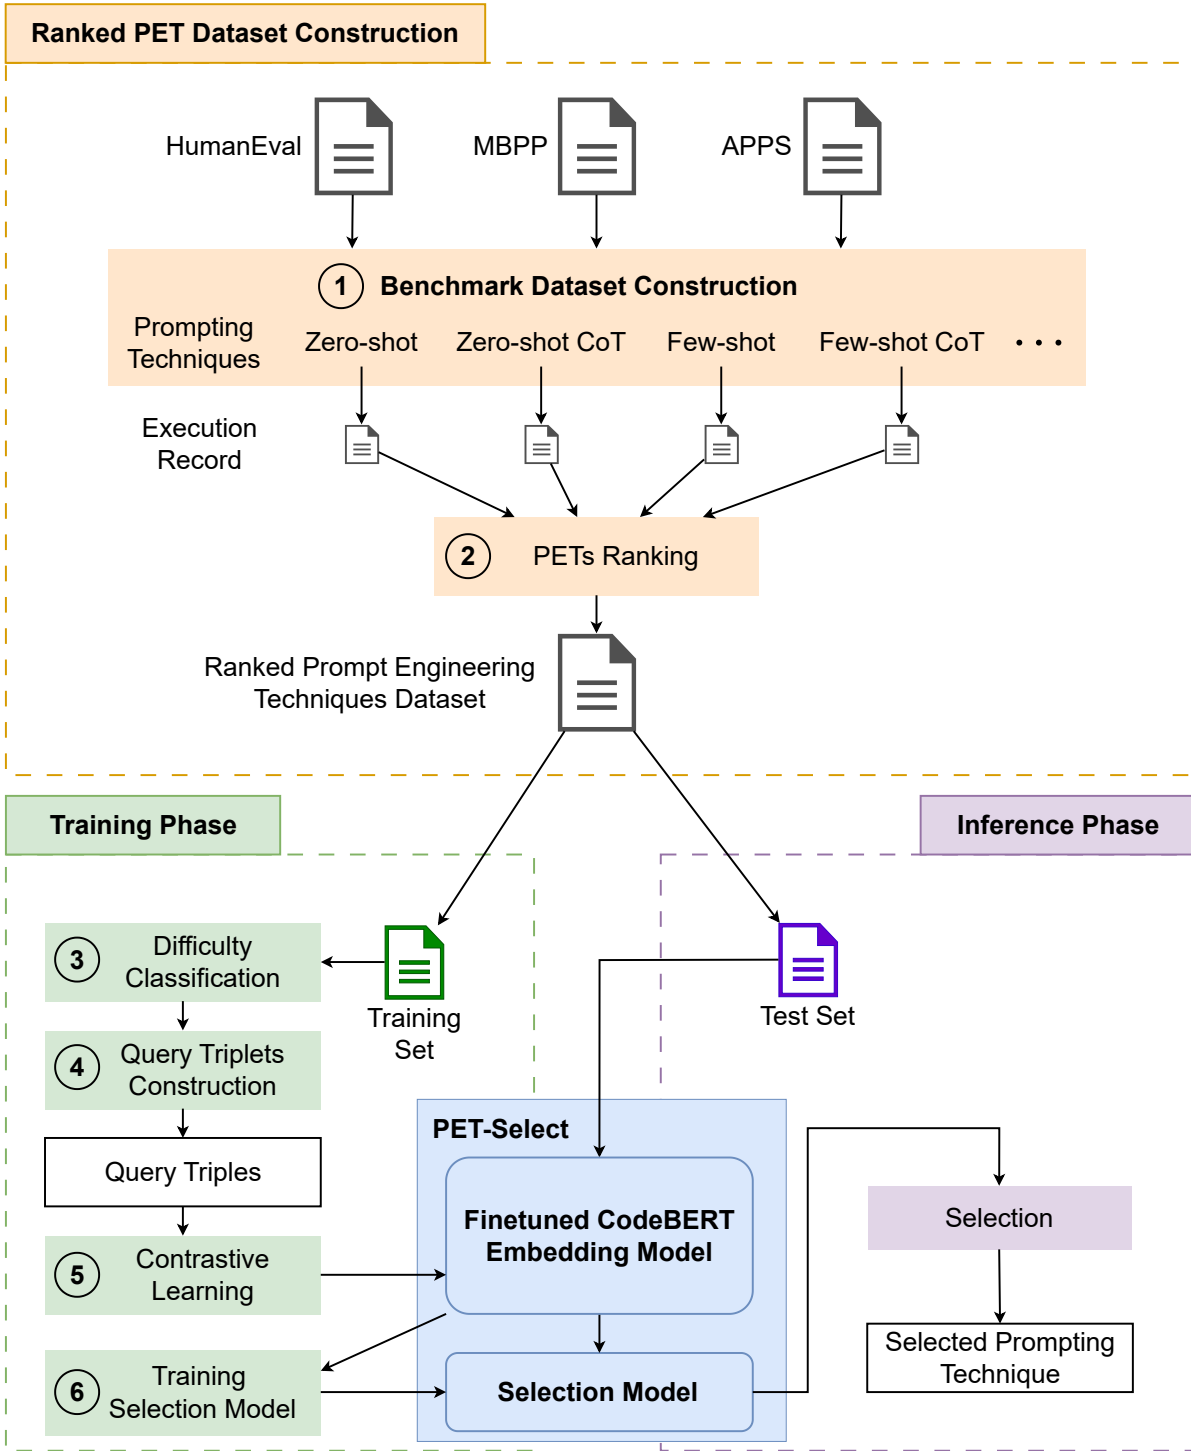 Ranked PET Dataset Construction
HumanEval
MBPP
APPS
1 Benchmark Dataset Construction
Prompting
Techniques
Zero-shot
Zero-shot CoT
Few-shot
Few-shot CoT
...
Execution
Record
2 PETs Ranking
Ranked Prompt Engineering
Techniques Dataset
Training Phase
Inference Phase
3 Difficulty
Classification
Training
Set
Test Set
4 Query Triplets
Construction
Query Triples
5 Contrastive
Learning
6 Training
Selection Model
PET-Select
Finetuned CodeBERT
Embedding Model
Selection Model
Selection
Selected Prompting
Technique